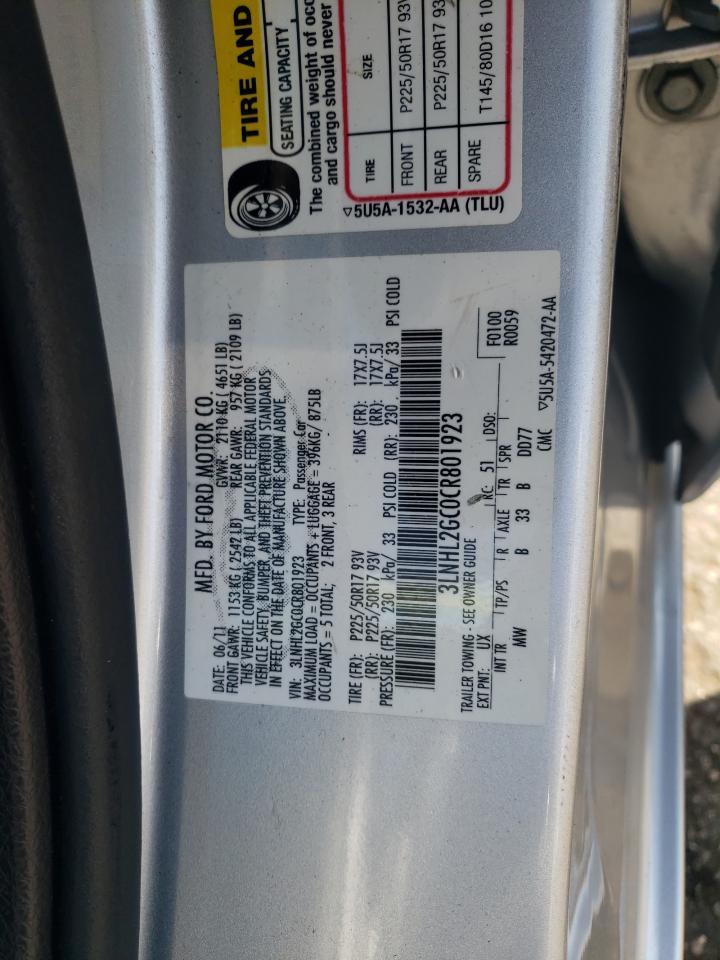 MFD. BY FORD MOTOR CO.
DATE: 06/11 GVWR: 2110 KG (4651 LB)
FRONT GAWR: 1153 KG (2542 LB) REAR GAWR: 957 KG (2109 LB)
THIS VEHICLE CONFORMS TO ALL APPLICABLE FEDERAL MOTOR
VEHICLE SAFETY, BUMPER, AND THEFT PREVENTION STANDARDS
IN EFFECT ON THE DATE OF MANUFACTURE SHOWN ABOVE.
VIN: 3LNHL2GC0CR801923 TYPE: Passenger Car
MAXIMUM LOAD = OCCUPANTS + LUGGAGE = 396KG/ 875LB
OCCUPANTS = 5 TOTAL; 2 FRONT, 3 REAR
TIRE (FR): P225/50R17 93V RIMS (FR): 17X7.5J
(RR): P225/50R17 93V (RR): 17X7.5J
PRESSURE (FR): 230 kPa/ 33 PSI COLD (RR): 230 kPa/ 33 PSI COLD
3LNHL2GC0CR801923
TRAILER TOWING - SEE OWNER GUIDE
EXT PNT: UX RC: 51 DSO:
INT TR TP/PS R AXLE TR SPR
MW B 33 B DD77
F0100
R0059
CMC ▽5U5A-5420472-AA
TIRE AND
SEATING CAPACITY
The combined weight of occ
and cargo should never
TIRE SIZE
FRONT P225/50R17 93V
REAR P225/50R17 93
SPARE T145/80D16 10
▽5U5A-1532-AA (TLU)